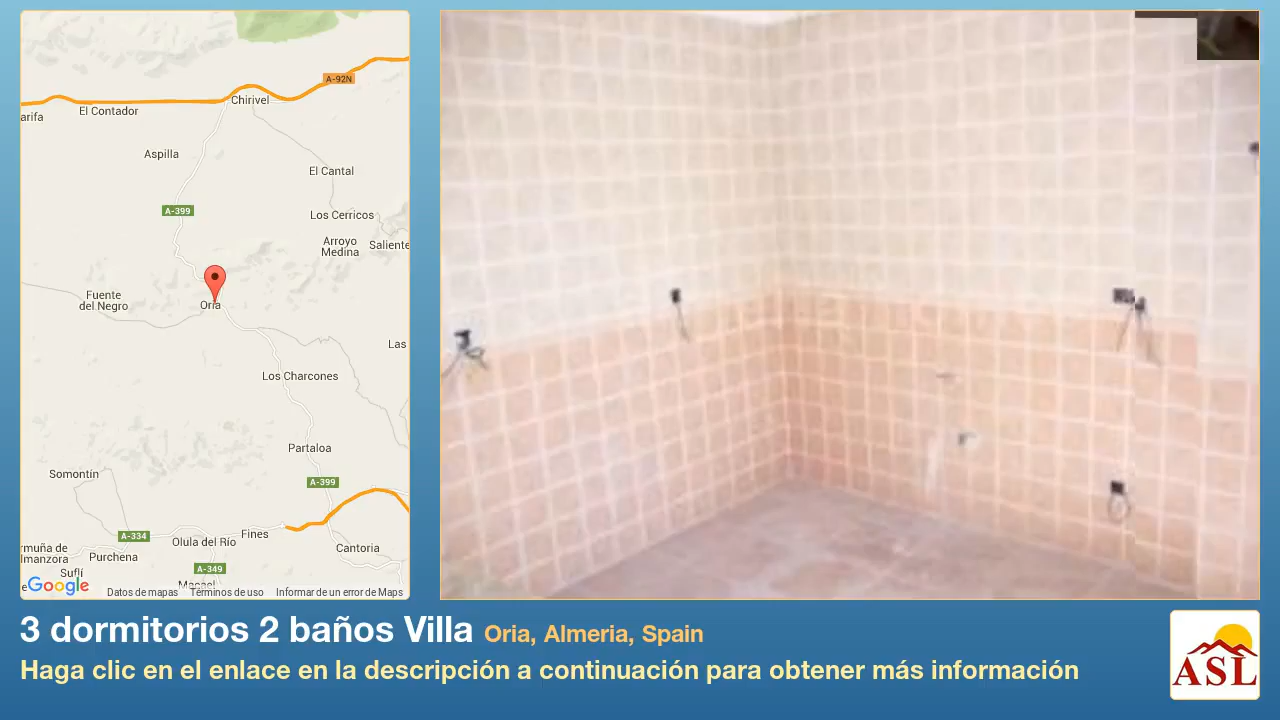 A-92N
Chirivel
El Contador
arifa
Aspilla
El Cantal
A-399
Los Cerricos
Arroyo
Medina
Saliente
Fuente
del Negro
Oria
Las
Los Charcones
Partaloa
Somontín
A-399
A-334
Fines
Olula del Río
Cantoria
rmuña de
lmanzora
Purchena
A-349
Suflí
Macael
Google
Datos de mapas
Términos de uso
Informar de un error de Maps
3 dormitorios 2 baños Villa Oria, Almeria, Spain
Haga clic en el enlace en la descripción a continuación para obtener más información
ASL